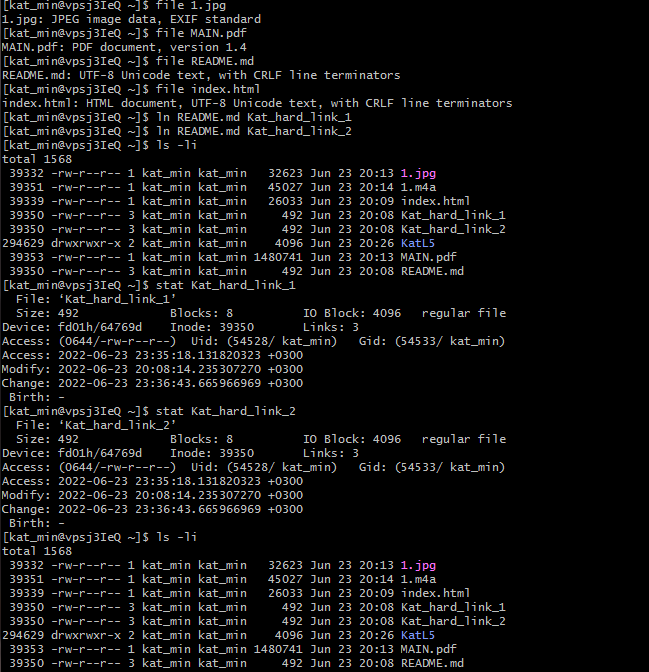 [kat_min@vpsj3IeQ ~]$ file 1.jpg
1.jpg: JPEG image data, EXIF standard
[kat_min@vpsj3IeQ ~]$ file MAIN.pdf
MAIN.pdf: PDF document, version 1.4
[kat_min@vpsj3IeQ ~]$ file README.md
README.md: UTF-8 Unicode text, with CRLF line terminators
[kat_min@vpsj3IeQ ~]$ file index.html
index.html: HTML document, UTF-8 Unicode text, with CRLF line terminators
[kat_min@vpsj3IeQ ~]$ ln README.md Kat_hard_link_1
[kat_min@vpsj3IeQ ~]$ ln README.md Kat_hard_link_2
[kat_min@vpsj3IeQ ~]$ ls -li
total 1568
 39332 -rw-r--r-- 1 kat_min kat_min   32623 Jun 23 20:13 1.jpg
 39351 -rw-r--r-- 1 kat_min kat_min   45027 Jun 23 20:14 1.m4a
 39339 -rw-r--r-- 1 kat_min kat_min   26033 Jun 23 20:09 index.html
 39350 -rw-r--r-- 3 kat_min kat_min     492 Jun 23 20:08 Kat_hard_link_1
 39350 -rw-r--r-- 3 kat_min kat_min     492 Jun 23 20:08 Kat_hard_link_2
294629 drwxrwxr-x 2 kat_min kat_min    4096 Jun 23 20:26 KatL5
 39353 -rw-r--r-- 1 kat_min kat_min 1480741 Jun 23 20:13 MAIN.pdf
 39350 -rw-r--r-- 3 kat_min kat_min     492 Jun 23 20:08 README.md
[kat_min@vpsj3IeQ ~]$ stat Kat_hard_link_1
  File: ‘Kat_hard_link_1’
  Size: 492             Blocks: 8          IO Block: 4096   regular file
Device: fd01h/64769d    Inode: 39350       Links: 3
Access: (0644/-rw-r--r--)  Uid: (54528/ kat_min)   Gid: (54533/ kat_min)
Access: 2022-06-23 23:35:18.131820323 +0300
Modify: 2022-06-23 20:08:14.235307270 +0300
Change: 2022-06-23 23:36:43.665966969 +0300
 Birth: -
[kat_min@vpsj3IeQ ~]$ stat Kat_hard_link_2
  File: ‘Kat_hard_link_2’
  Size: 492             Blocks: 8          IO Block: 4096   regular file
Device: fd01h/64769d    Inode: 39350       Links: 3
Access: (0644/-rw-r--r--)  Uid: (54528/ kat_min)   Gid: (54533/ kat_min)
Access: 2022-06-23 23:35:18.131820323 +0300
Modify: 2022-06-23 20:08:14.235307270 +0300
Change: 2022-06-23 23:36:43.665966969 +0300
 Birth: -
[kat_min@vpsj3IeQ ~]$ ls -li
total 1568
 39332 -rw-r--r-- 1 kat_min kat_min   32623 Jun 23 20:13 1.jpg
 39351 -rw-r--r-- 1 kat_min kat_min   45027 Jun 23 20:14 1.m4a
 39339 -rw-r--r-- 1 kat_min kat_min   26033 Jun 23 20:09 index.html
 39350 -rw-r--r-- 3 kat_min kat_min     492 Jun 23 20:08 Kat_hard_link_1
 39350 -rw-r--r-- 3 kat_min kat_min     492 Jun 23 20:08 Kat_hard_link_2
294629 drwxrwxr-x 2 kat_min kat_min    4096 Jun 23 20:26 KatL5
 39353 -rw-r--r-- 1 kat_min kat_min 1480741 Jun 23 20:13 MAIN.pdf
 39350 -rw-r--r-- 3 kat_min kat_min     492 Jun 23 20:08 README.md